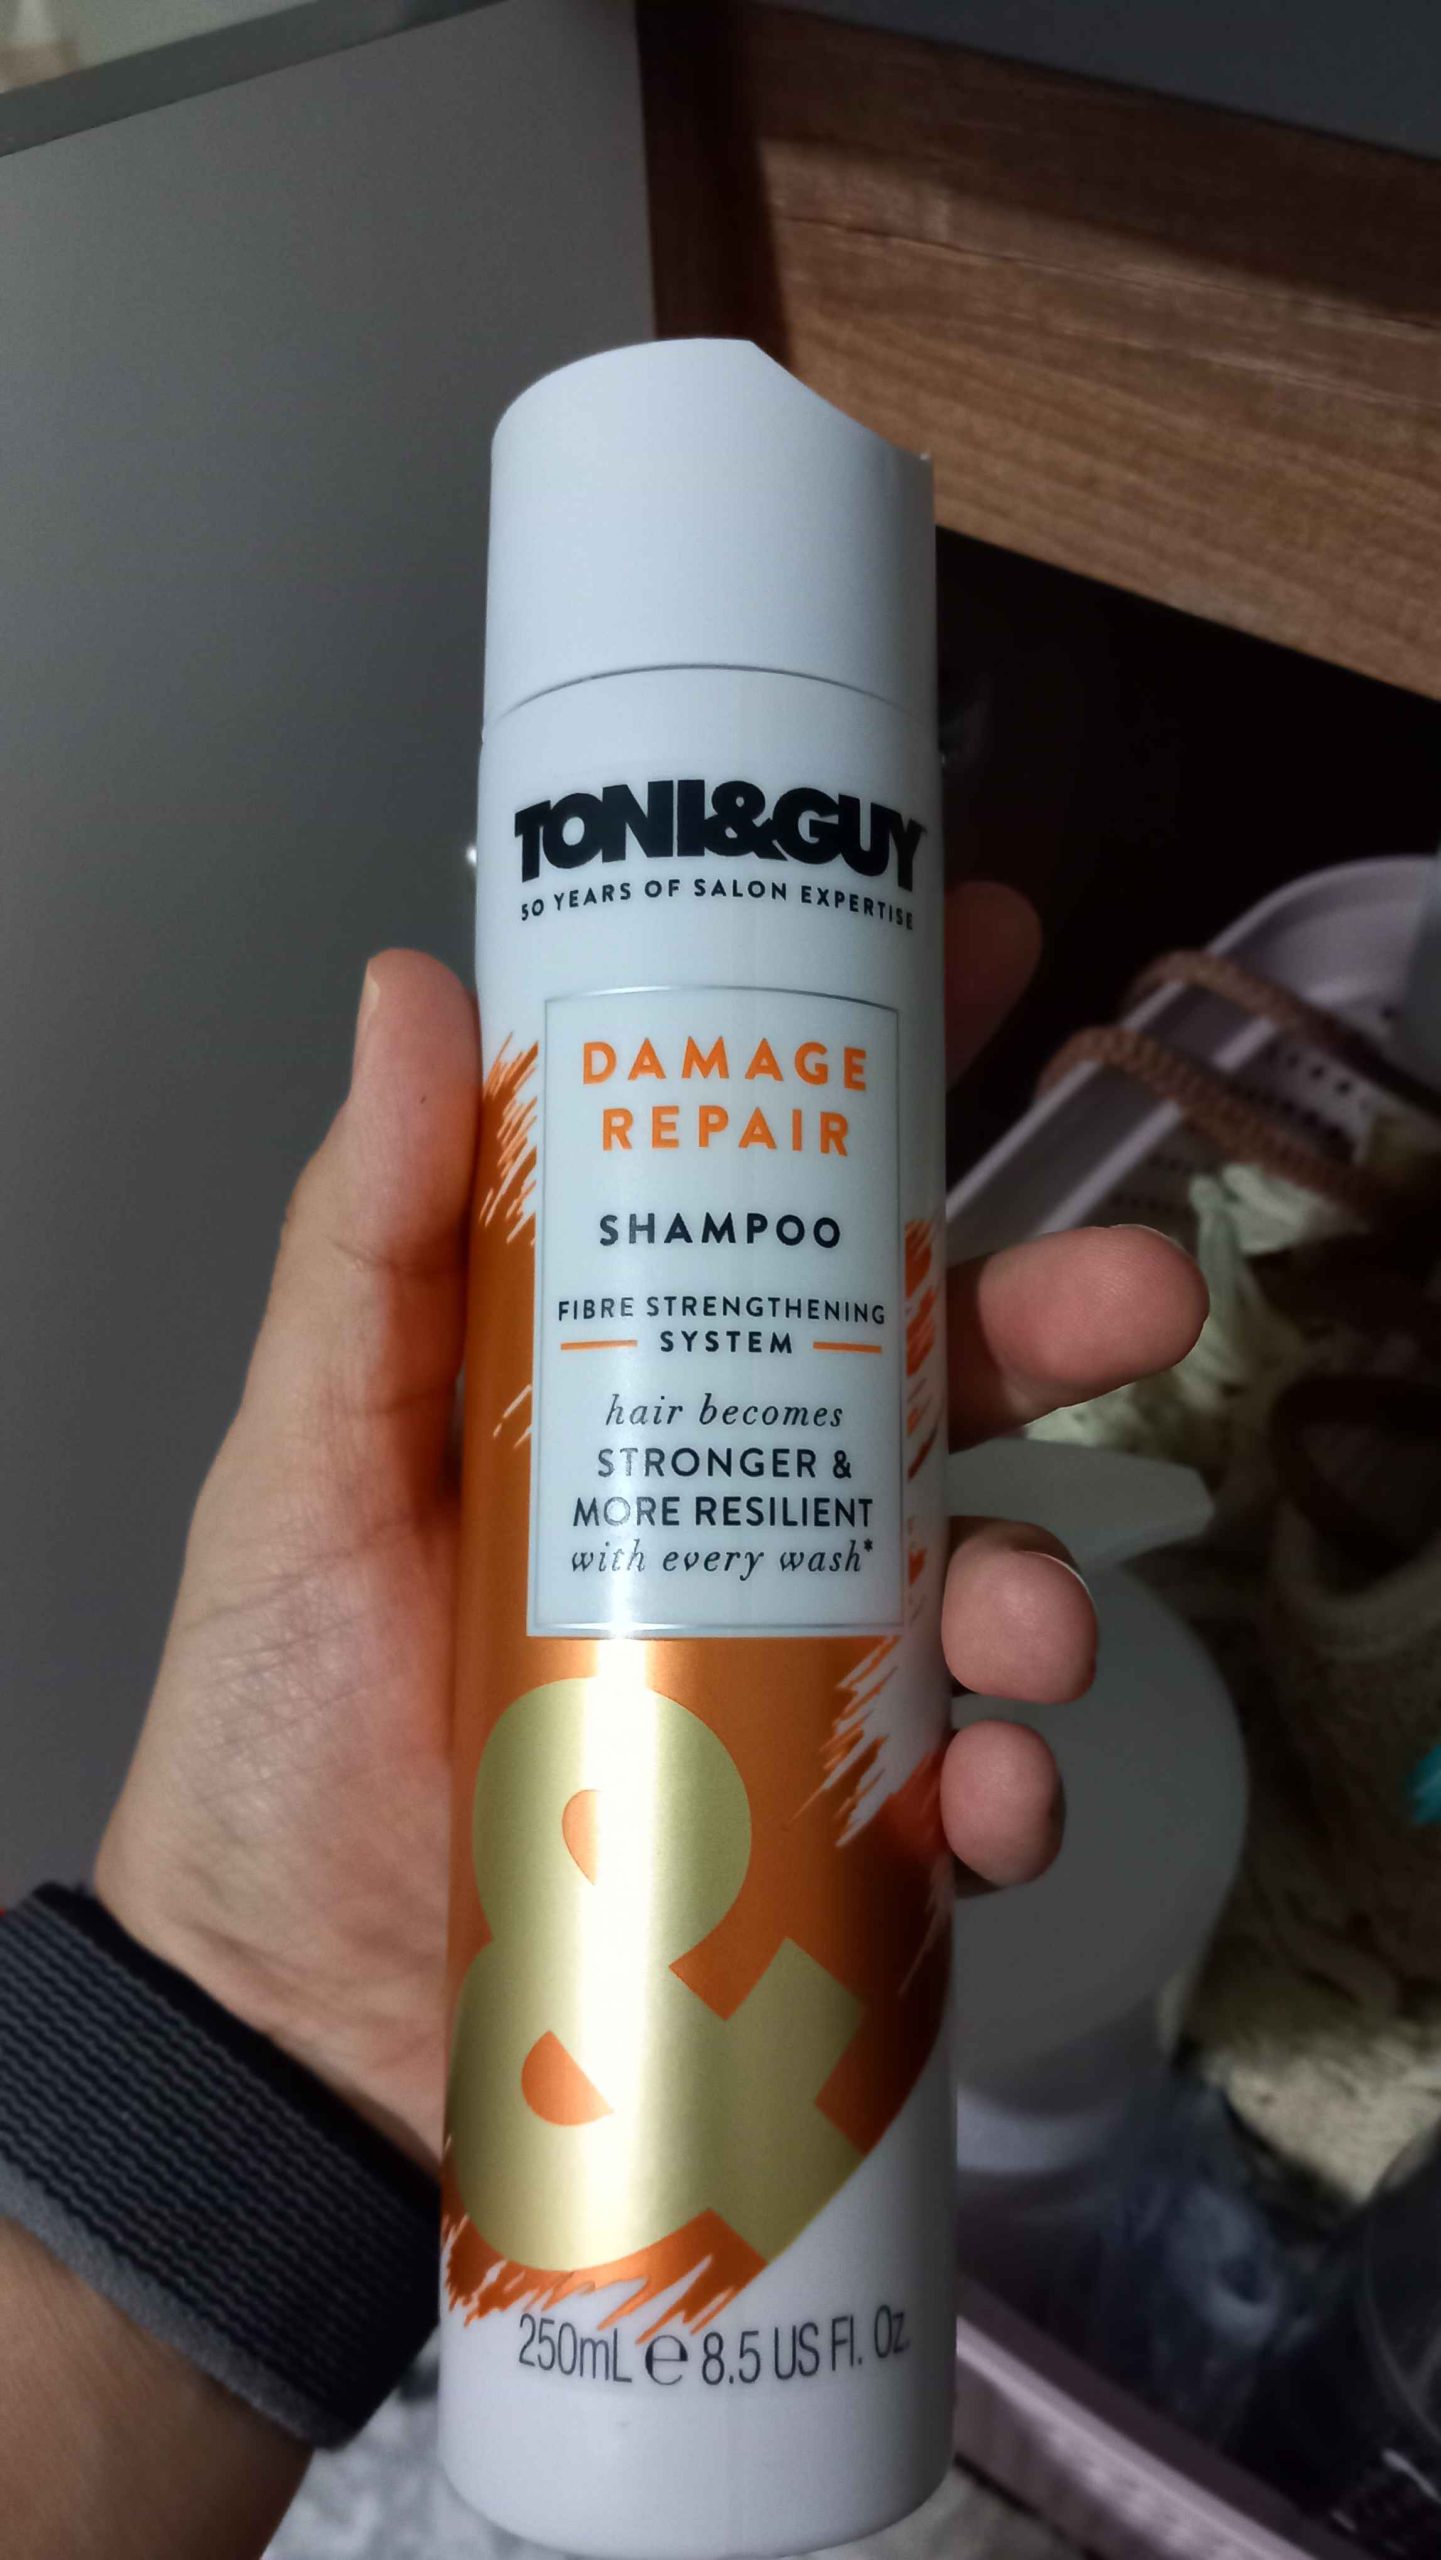 TONI&GUY
50 YEARS OF SALON EXPERTISE
DAMAGE
REPAIR
SHAMPOO
FIBRE STRENGTHENING
SYSTEM
hair becomes
STRONGER &
MORE RESILIENT
with every wash*
&
250mL e 8.5 US Fl. Oz.